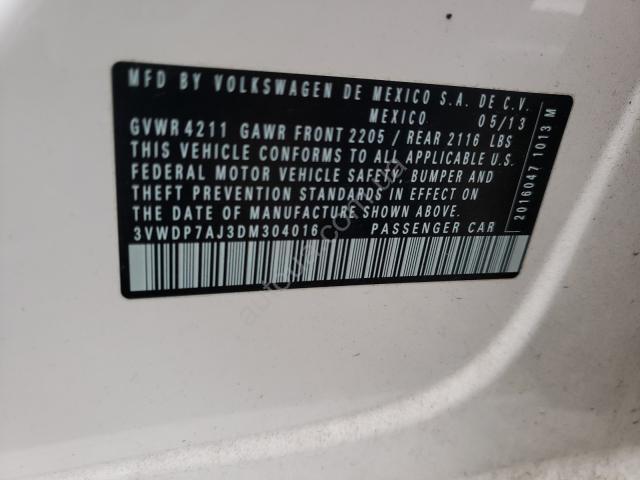 MFD BY VOLKSWAGEN DE MEXICO S.A. DE C.V.
MEXICO 05/13
GVWR 4211 GAWR FRONT 2205 / REAR 2116 LBS
THIS VEHICLE CONFORMS TO ALL APPLICABLE U.S.
FEDERAL MOTOR VEHICLE SAFETY, BUMPER AND
THEFT PREVENTION STANDARDS IN EFFECT ON
THE DATE OF MANUFACTURE SHOWN ABOVE.
3VWDP7AJ3DM304016 PASSENGER CAR
2016047 1013 M